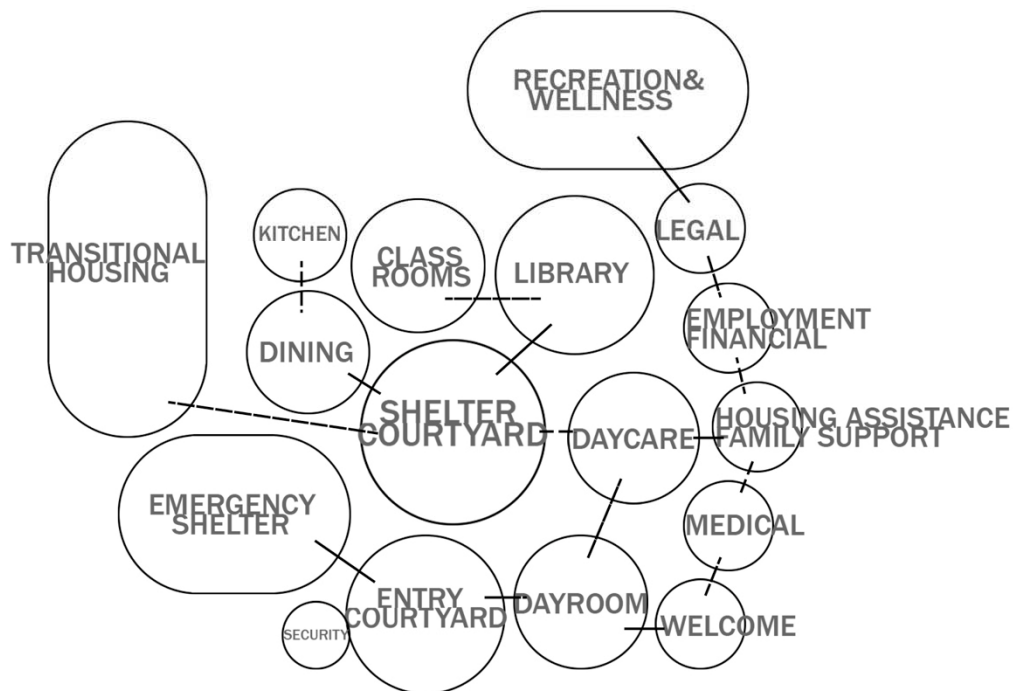 RECREATION&
WELLNESS
LEGAL
KITCHEN
CLASS
ROOMS
LIBRARY
TRANSITIONAL
HOUSING
EMPLOYMENT
FINANCIAL
DINING
SHELTER
COURTYARD
DAYCARE
HOUSING ASSISTANCE
FAMILY SUPPORT
EMERGENCY
SHELTER
MEDICAL
ENTRY
COURTYARD
DAYROOM
WELCOME
SECURITY